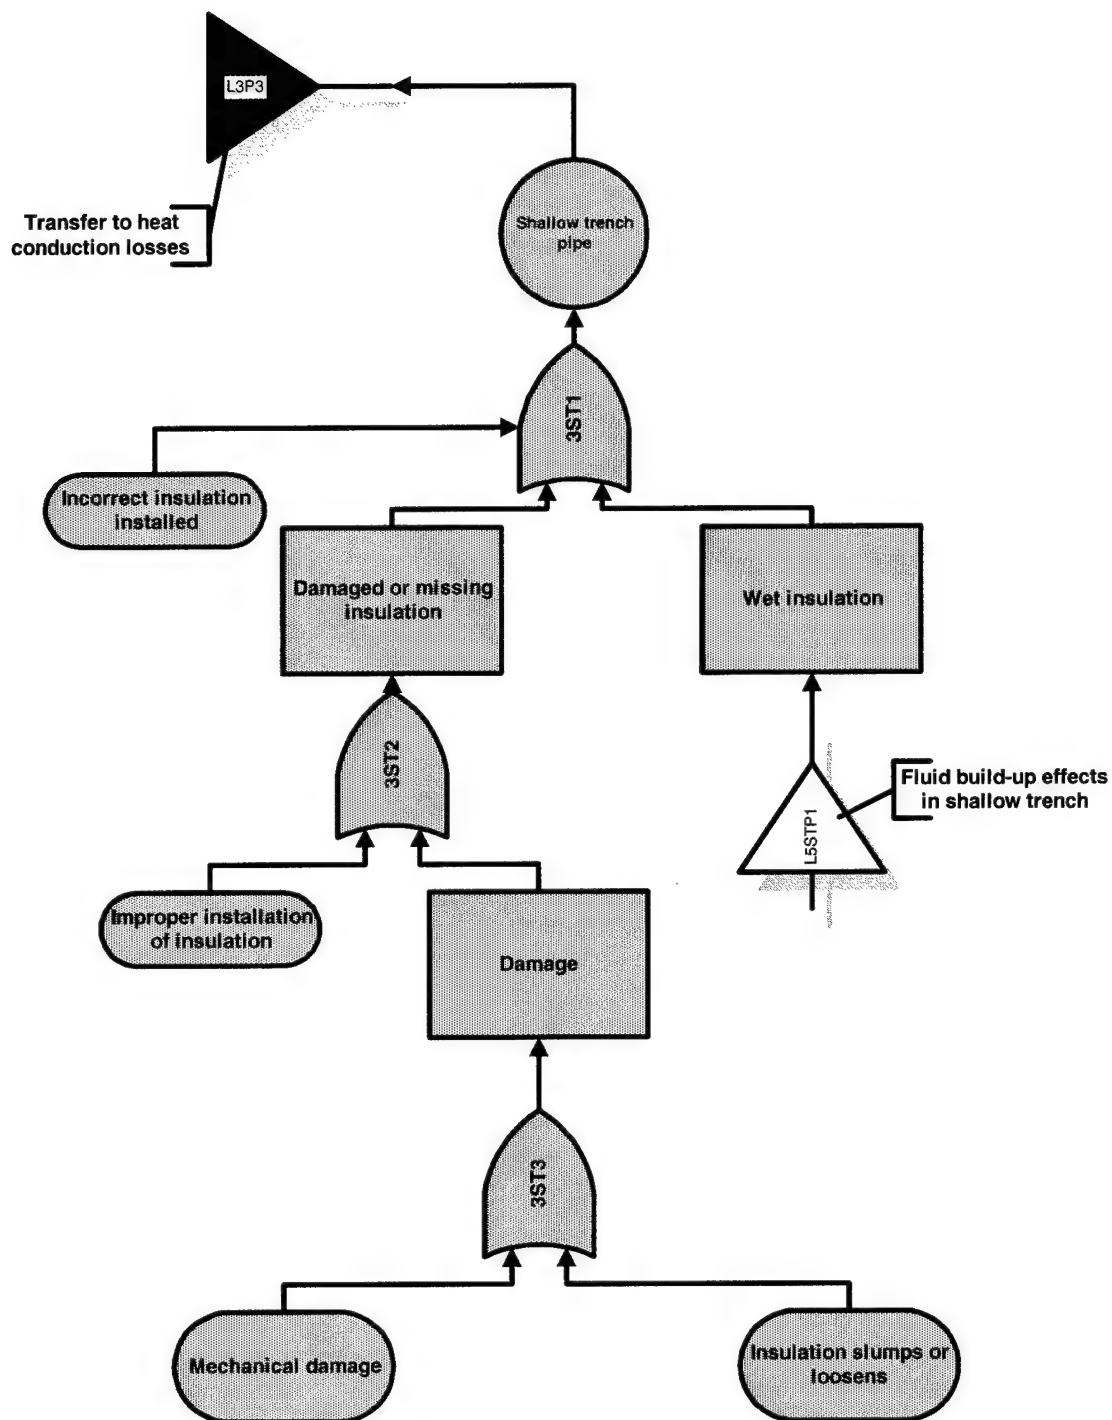 L3P3
Transfer to heat
conduction losses
Shallow trench
pipe
3ST1
Incorrect insulation
installed
Damaged or missing
insulation
Wet insulation
3ST2
Fluid build-up effects
in shallow trench
L5STP1
Improper installation
of insulation
Damage
3ST3
Mechanical damage
Insulation slumps or
loosens